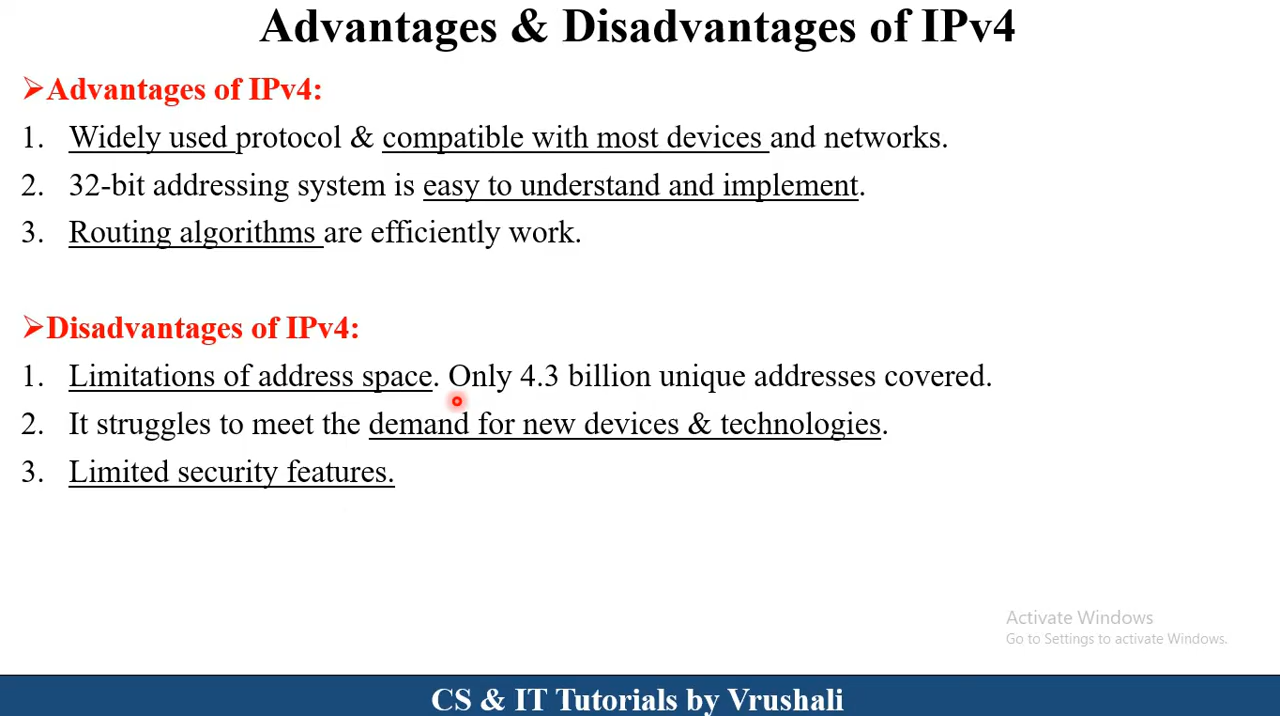 Advantages & Disadvantages of IPv4
➢Advantages of IPv4:
1. Widely used protocol & compatible with most devices and networks.
2. 32-bit addressing system is easy to understand and implement.
3. Routing algorithms are efficiently work.
➢Disadvantages of IPv4:
1. Limitations of address space. Only 4.3 billion unique addresses covered.
2. It struggles to meet the demand for new devices & technologies.
3. Limited security features.
Activate Windows
Go to Settings to activate Windows.
CS & IT Tutorials by Vrushali